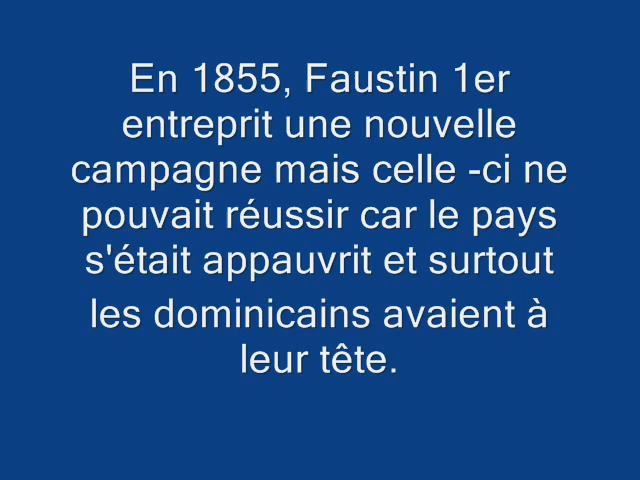 En 1855, Faustin 1er
entreprit une nouvelle
campagne mais celle -ci ne
pouvait réussir car le pays
s'était appauvrit et surtout
les dominicains avaient à
leur tête.